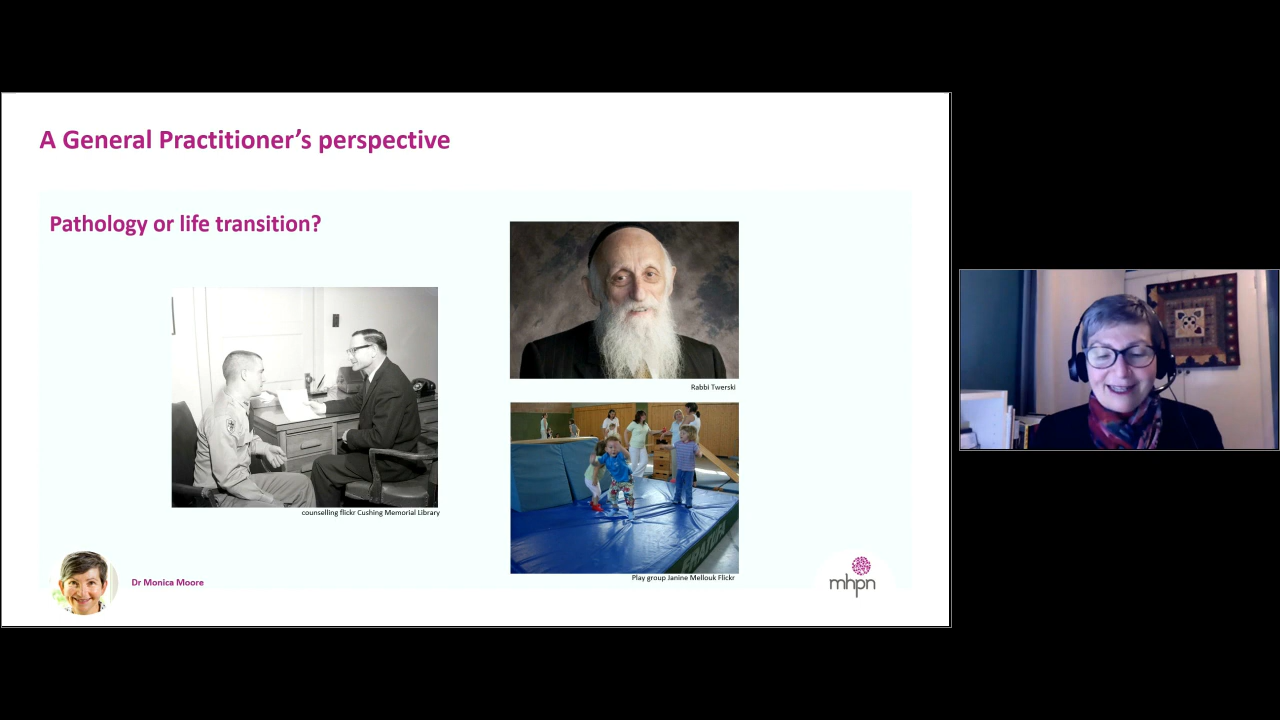 A General Practitioner’s perspective
Pathology or life transition?
counselling flickr Cushing Memorial Library
Rabbi Twerski
Play group Janine Mellouk Flickr
Dr Monica Moore
mhpn